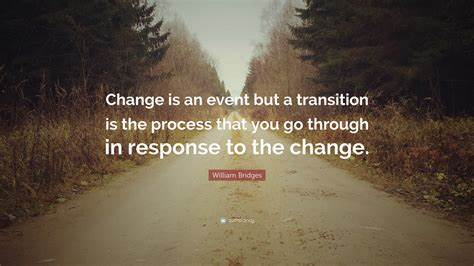 Change is an event but a transition
is the process that you go through
in response to the change.
William Bridges